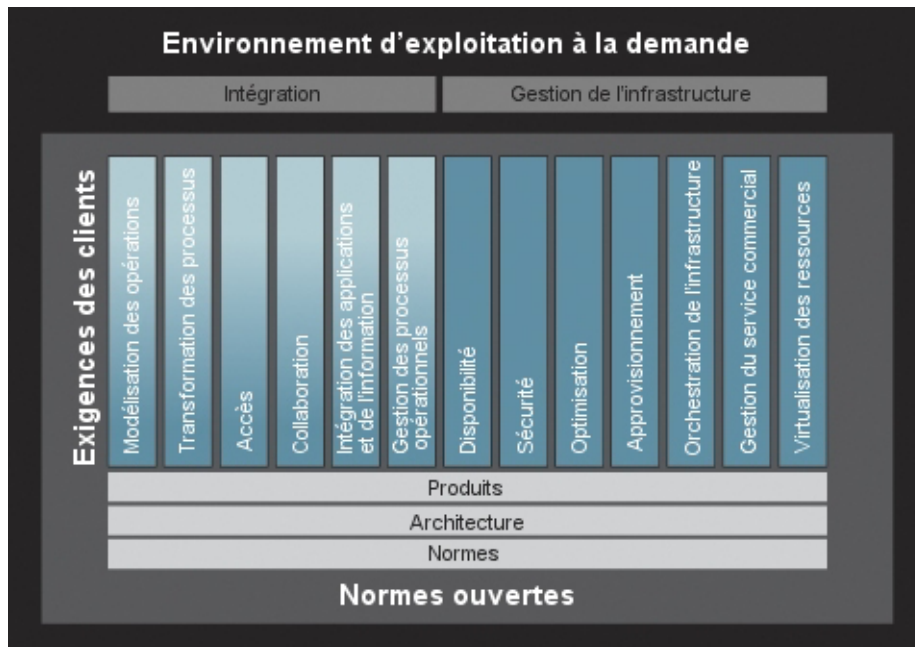 Environnement d'exploitation à la demande
Intégration
Gestion de l'infrastructure
Exigences des clients
Modélisation des opérations
Transformation des processus
Accès
Collaboration
Intégration des applications
et de l'information
Gestion des processus
opérationnels
Disponibilité
Sécurité
Optimisation
Approvisionnement
Orchestration de l'infrastructure
Gestion du service commercial
Virtualisation des ressources
Produits
Architecture
Normes
Normes ouvertes